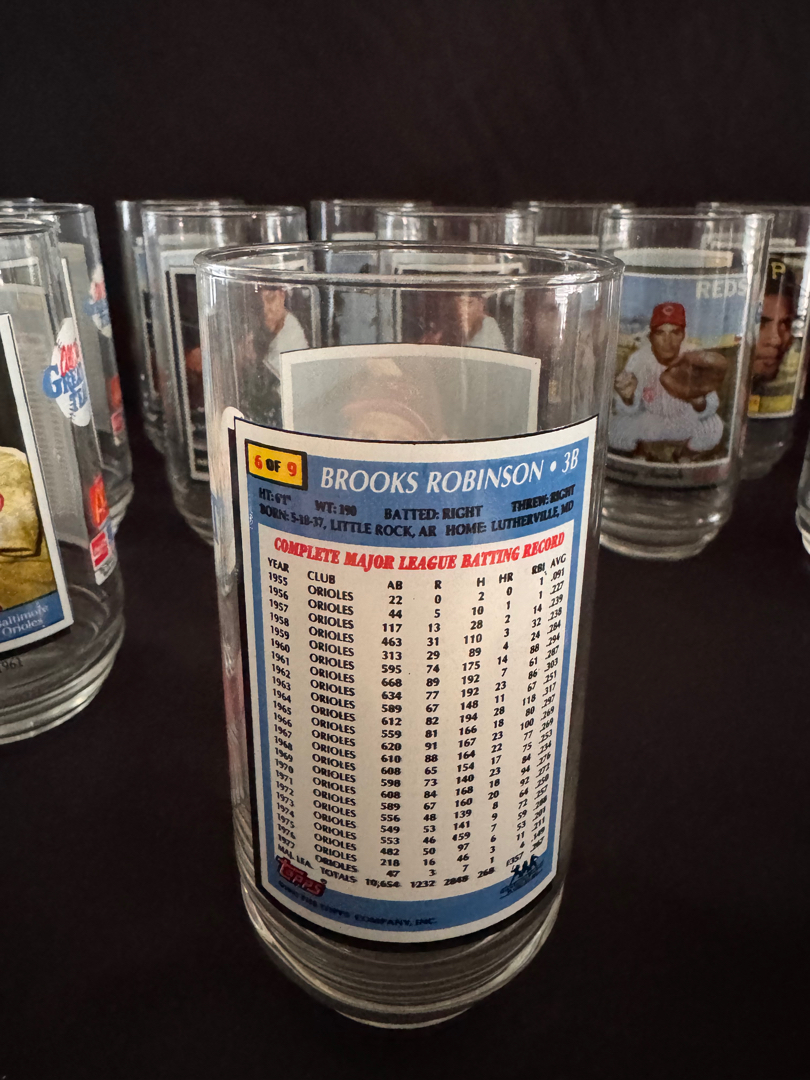 6 OF 9
BROOKS ROBINSON • 3B
HT: 6'1" WT: 190 BATTED: RIGHT THREW: RIGHT
BORN: 5-18-37, LITTLE ROCK, AR HOME: LUTHERVILLE, MD
COMPLETE MAJOR LEAGUE BATTING RECORD
YEAR CLUB AB R H HR RBI AVG
1955 ORIOLES 22 0 2 0 1 .091
1956 ORIOLES 44 5 10 1 1 .227
1957 ORIOLES 117 13 28 2 14 .239
1958 ORIOLES 463 31 110 3 32 .238
1959 ORIOLES 313 29 89 4 24 .284
1960 ORIOLES 595 74 175 14 88 .294
1961 ORIOLES 668 89 192 7 61 .287
1962 ORIOLES 634 77 192 23 86 .303
1963 ORIOLES 589 67 148 11 67 .251
1964 ORIOLES 612 82 194 28 118 .317
1965 ORIOLES 559 81 166 18 80 .297
1966 ORIOLES 620 91 167 23 100 .269
1967 ORIOLES 610 88 164 22 77 .269
1968 ORIOLES 608 65 154 17 75 .253
1969 ORIOLES 598 73 140 23 84 .234
1970 ORIOLES 608 84 168 18 94 .276
1971 ORIOLES 589 67 160 20 92 .272
1972 ORIOLES 556 48 139 8 64 .250
1973 ORIOLES 549 53 141 9 72 .257
1974 ORIOLES 553 46 459 7 59 .288
1975 ORIOLES 482 50 97 6 53 .201
1976 ORIOLES 218 16 46 3 11 .211
1977 ORIOLES 47 3 7 1 4 .149
MAJ. LEA. TOTALS 10,654 1232 2848 268 1357 .267
Topps
THE TOPPS COMPANY, INC.
REDS
P
Baltimore
Orioles
1961